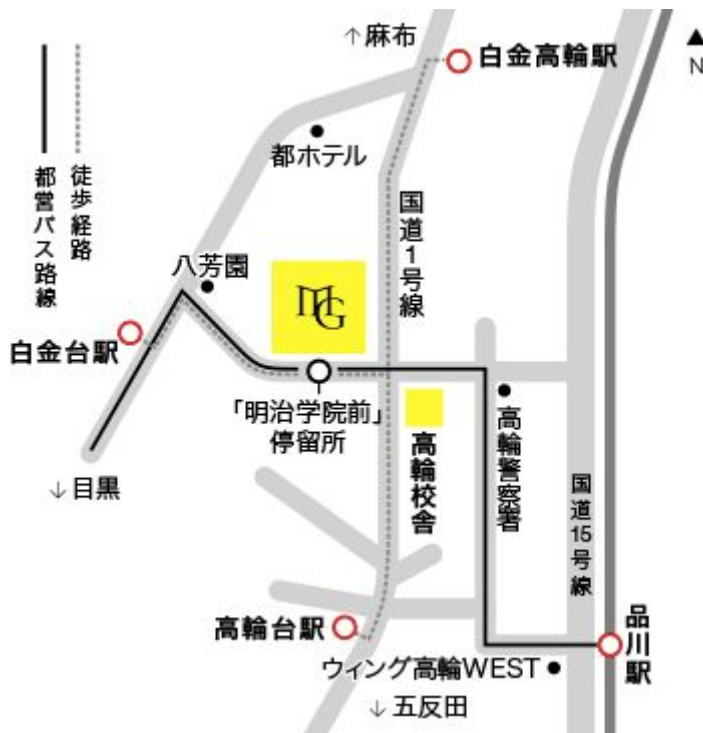 ↑麻布
白金高輪駅
▲
N
都営バス路線
徒歩経路
都ホテル
国道1号線
八芳園
MG
白金台駅
「明治学院前」
停留所
高輪校舎
高輪警察署
国道15号線
↓目黒
高輪台駅
品川駅
ウィング高輪WEST
↓五反田